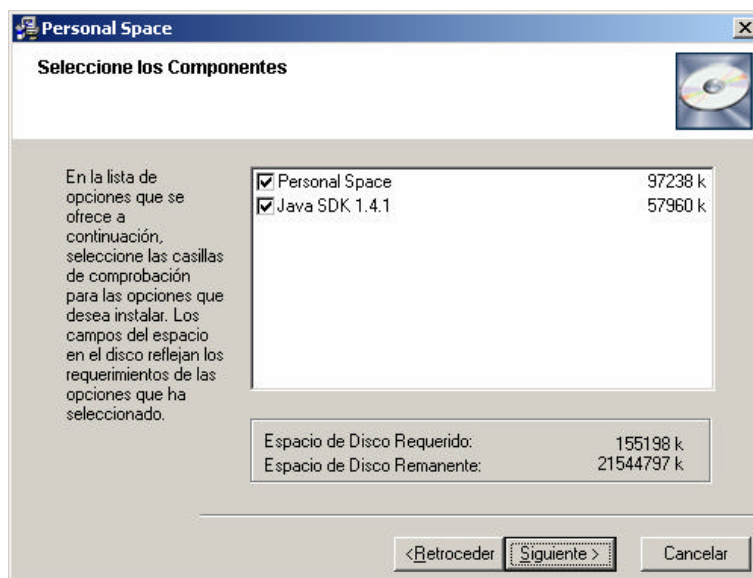 Personal Space
Seleccione los Componentes
En la lista de
opciones que se
ofrece a
continuación,
seleccione las casillas
de comprobación
para las opciones que
desea instalar. Los
campos del espacio
en el disco reflejan los
requerimientos de las
opciones que ha
seleccionado.
Personal Space 97238 k
Java SDK 1.4.1 57960 k
Espacio de Disco Requerido: 155198 k
Espacio de Disco Remanente: 21544797 k
<Retroceder Siguiente > Cancelar